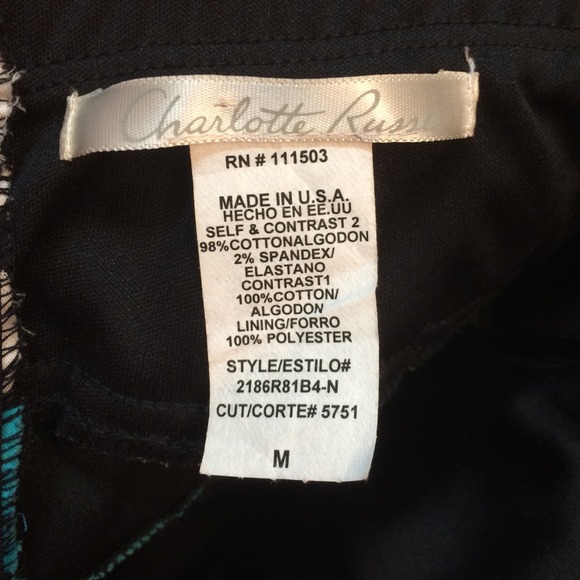 Charlotte Russ
RN # 111503
MADE IN U.S.A.
HECHO EN EE.UU
SELF & CONTRAST 2
98%COTTONALGODON
2% SPANDEX/
ELASTANO
CONTRAST1
100%COTTON/
ALGODON
LINING/FORRO
100% POLYESTER
STYLE/ESTILO#
2186R81B4-N
CUT/CORTE# 5751
M